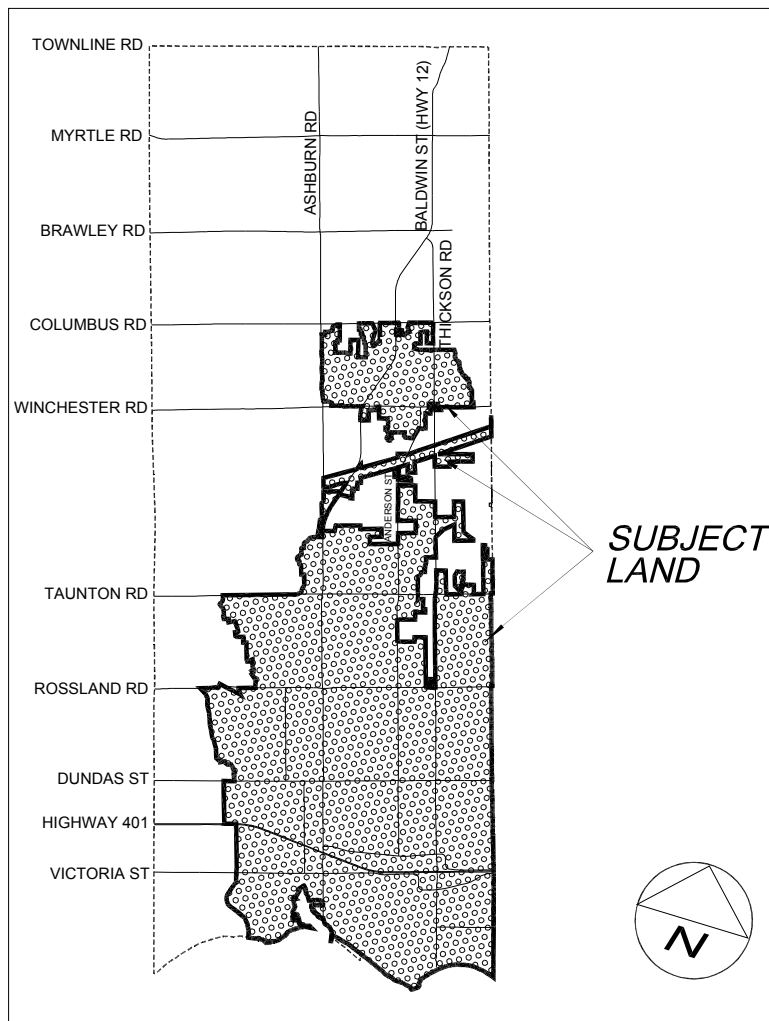 TOWNLINE RD
MYRTLE RD
BRAWLEY RD
COLUMBUS RD
WINCHESTER RD
TAUNTON RD
ROSSLAND RD
DUNDAS ST
HIGHWAY 401
VICTORIA ST
ASHBURN RD
BALDWIN ST (HWY 12)
THICKSON RD
ANDERSON ST
SUBJECT
LAND
N